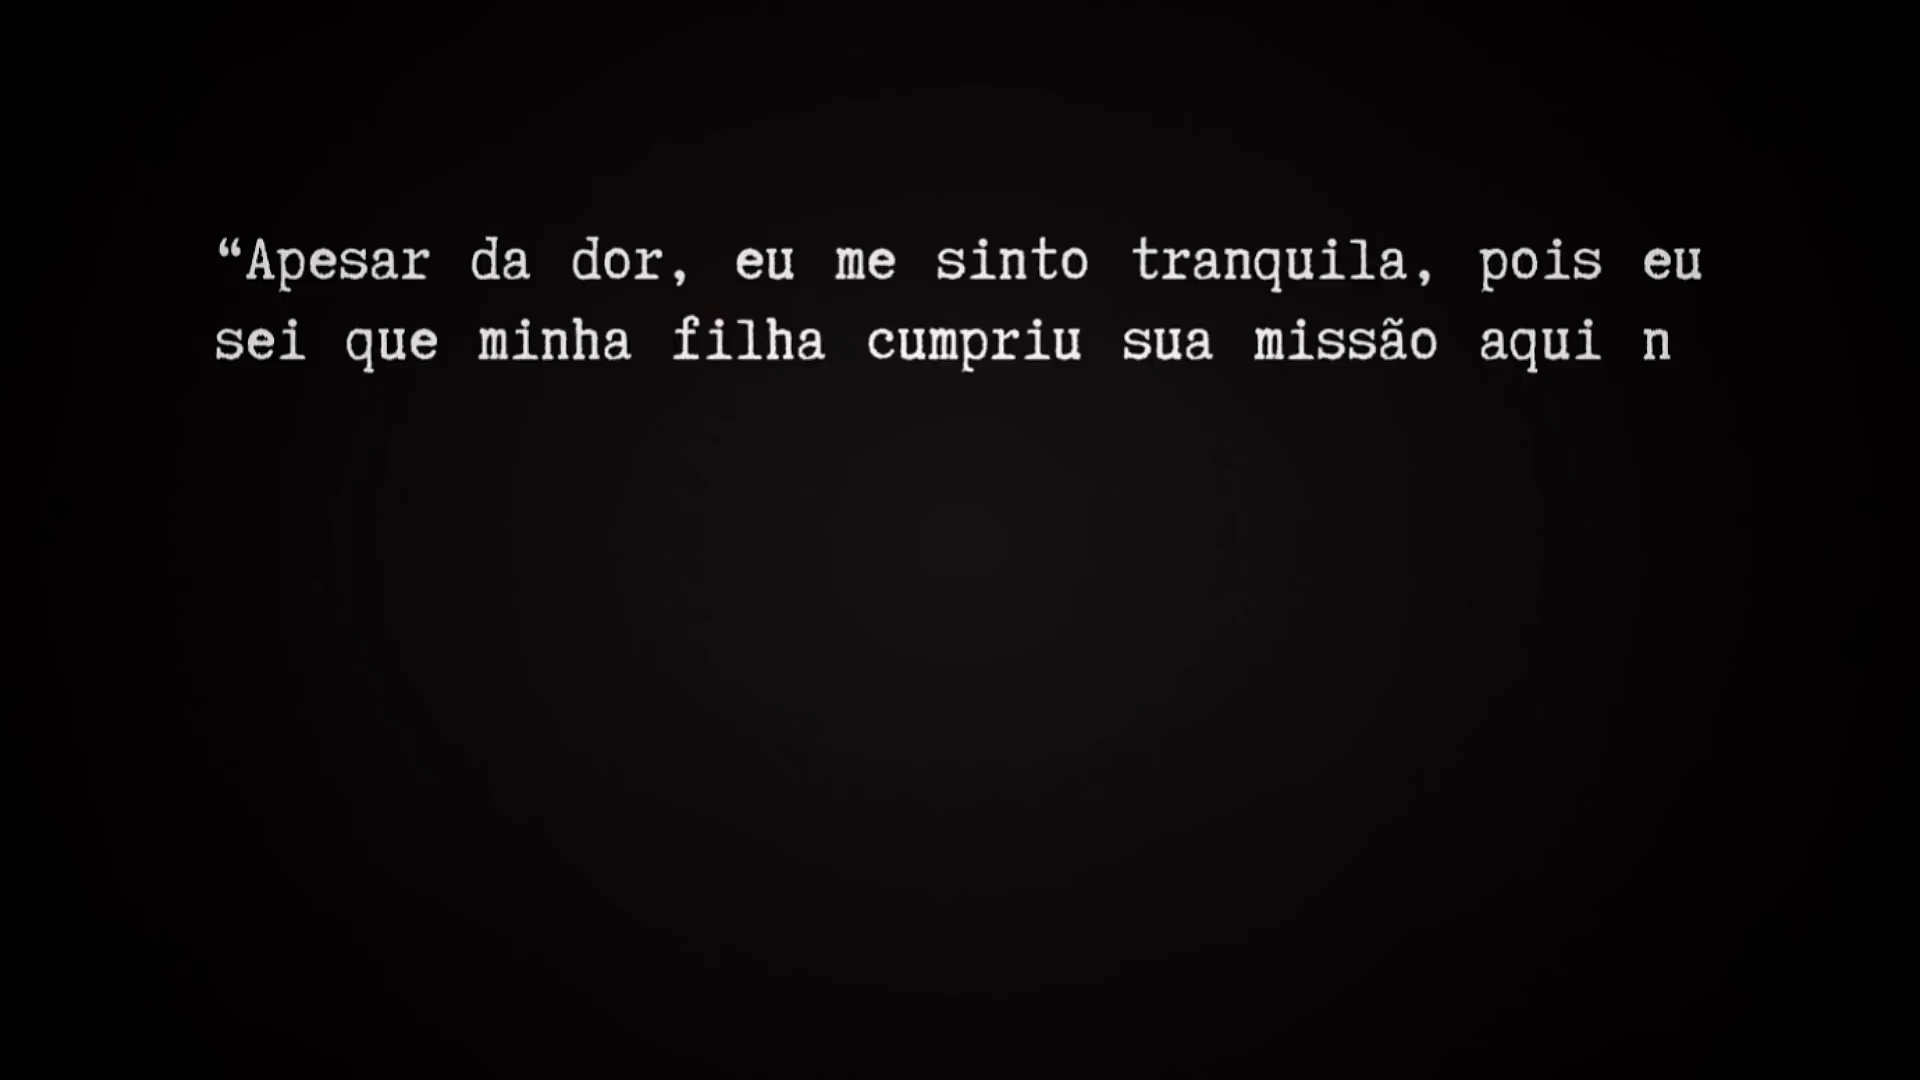 “Apesar da dor, eu me sinto tranquila, pois eu
sei que minha filha cumpriu sua missão aqui n